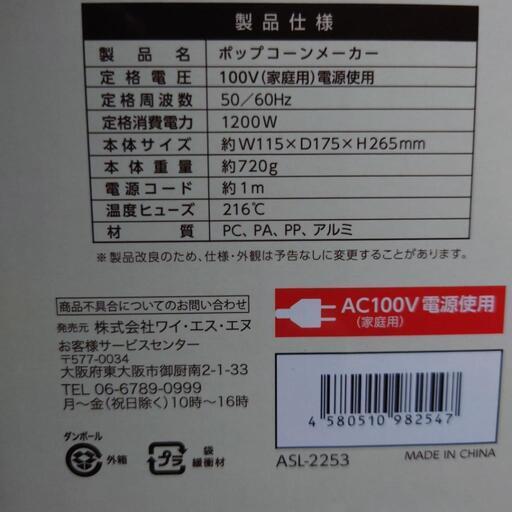 製品仕様
製品名 ポップコーンメーカー
定格電圧 100V(家庭用)電源使用
定格周波数 50/60Hz
定格消費電力 1200W
本体サイズ 約W115×D175×H265mm
本体重量 約720g
電源コード 約1m
温度ヒューズ 216℃
材質 PC、PA、PP、アルミ
※製品改良のため、仕様・外観は予告なしに変更することがあります。
商品不具合についてのお問い合わせ
発売元 株式会社ワイ・エス・エヌ
お客様サービスセンター
〒577-0034
大阪府東大阪市御厨南2-1-33
TEL 06-6789-0999
月～金(祝日除く)10時～16時
ダンボール
外箱
プラ
袋
緩衝材
AC100V電源使用
(家庭用)
4 580510 982547
ASL-2253
MADE IN CHINA